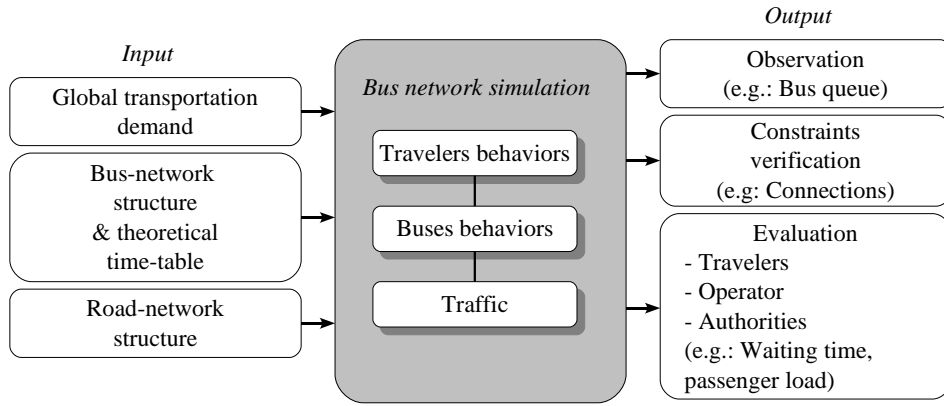 Input
Global transportation
demand
Bus-network
structure
& theoretical
time-table
Road-network
structure
Bus network simulation
Travelers behaviors
Buses behaviors
Traffic
Output
Observation
(e.g.: Bus queue)
Constraints
verification
(e.g: Connections)
Evaluation
- Travelers
- Operator
- Authorities
(e.g.: Waiting time,
passenger load)